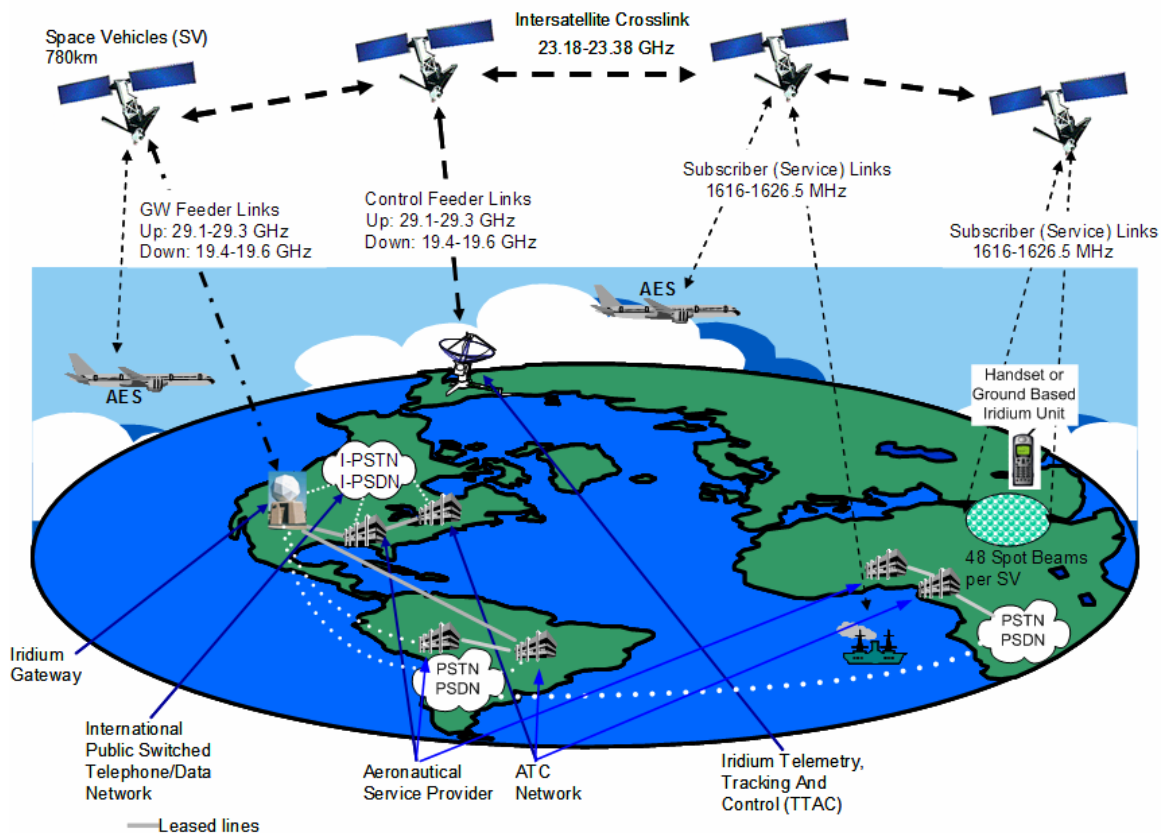 Intersatellite Crosslink
23.18-23.38 GHz
Space Vehicles (SV)
780km
GW Feeder Links
Up: 29.1-29.3 GHz
Down: 19.4-19.6 GHz
Control Feeder Links
Up: 29.1-29.3 GHz
Down: 19.4-19.6 GHz
Subscriber (Service) Links
1616-1626.5 MHz
Subscriber (Service) Links
1616-1626.5 MHz
AES
AES
Handset or
Ground Based
Iridium Unit
I-PSTN
I-PSDN
48 Spot Beams
per SV
PSTN
PSDN
PSTN
PSDN
Iridium
Gateway
International
Public Switched
Telephone/Data
Network
Aeronautical
Service Provider
ATC
Network
Iridium Telemetry,
Tracking And
Control (TTAC)
Leased lines